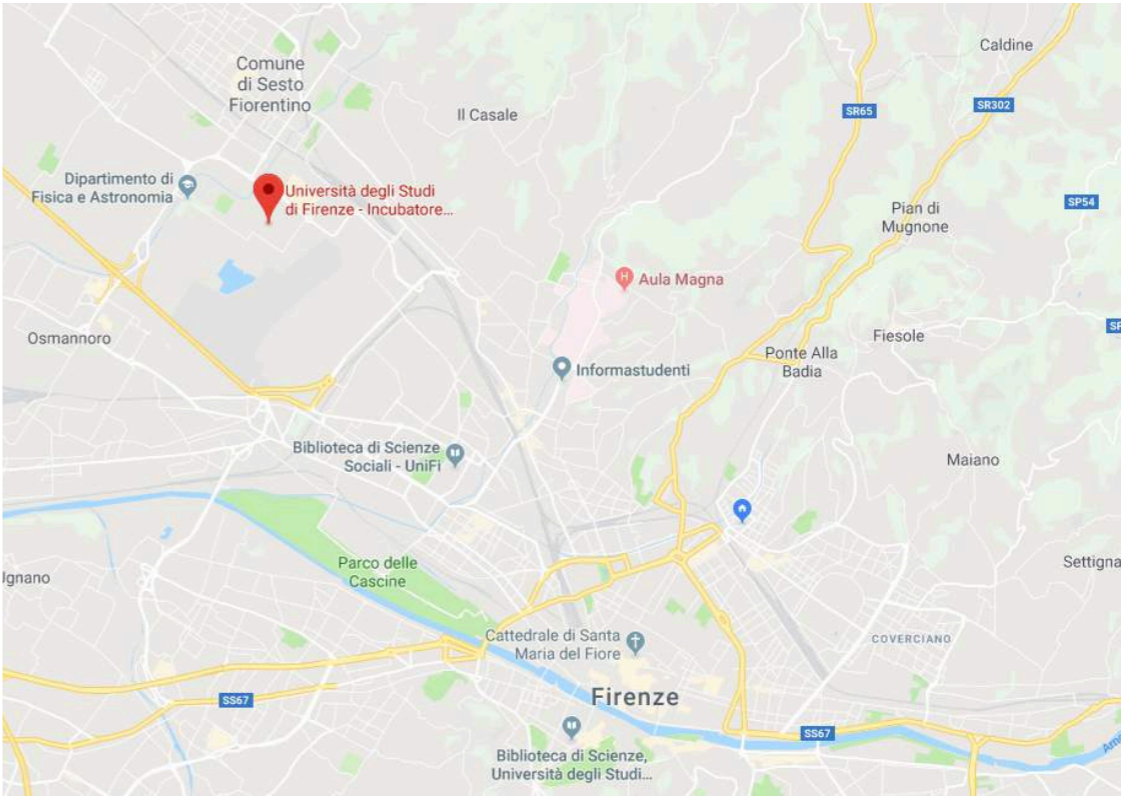 Caldine
Comune
di Sesto
Fiorentino
SR302
SR65
Il Casale
Dipartimento di
Fisica e Astronomia
Università degli Studi
di Firenze - Incubatore...
SP54
Pian di
Mugnone
H
Aula Magna
SP
Osmannoro
Fiesole
Ponte Alla
Badia
Informastudenti
Biblioteca di Scienze
Sociali - UniFi
Maiano
Parco delle
Cascine
Settigna
Ignano
Cattedrale di Santa
Maria del Fiore
COVERCIANO
Firenze
SS67
SS67
Biblioteca di Scienze,
Università degli Studi...